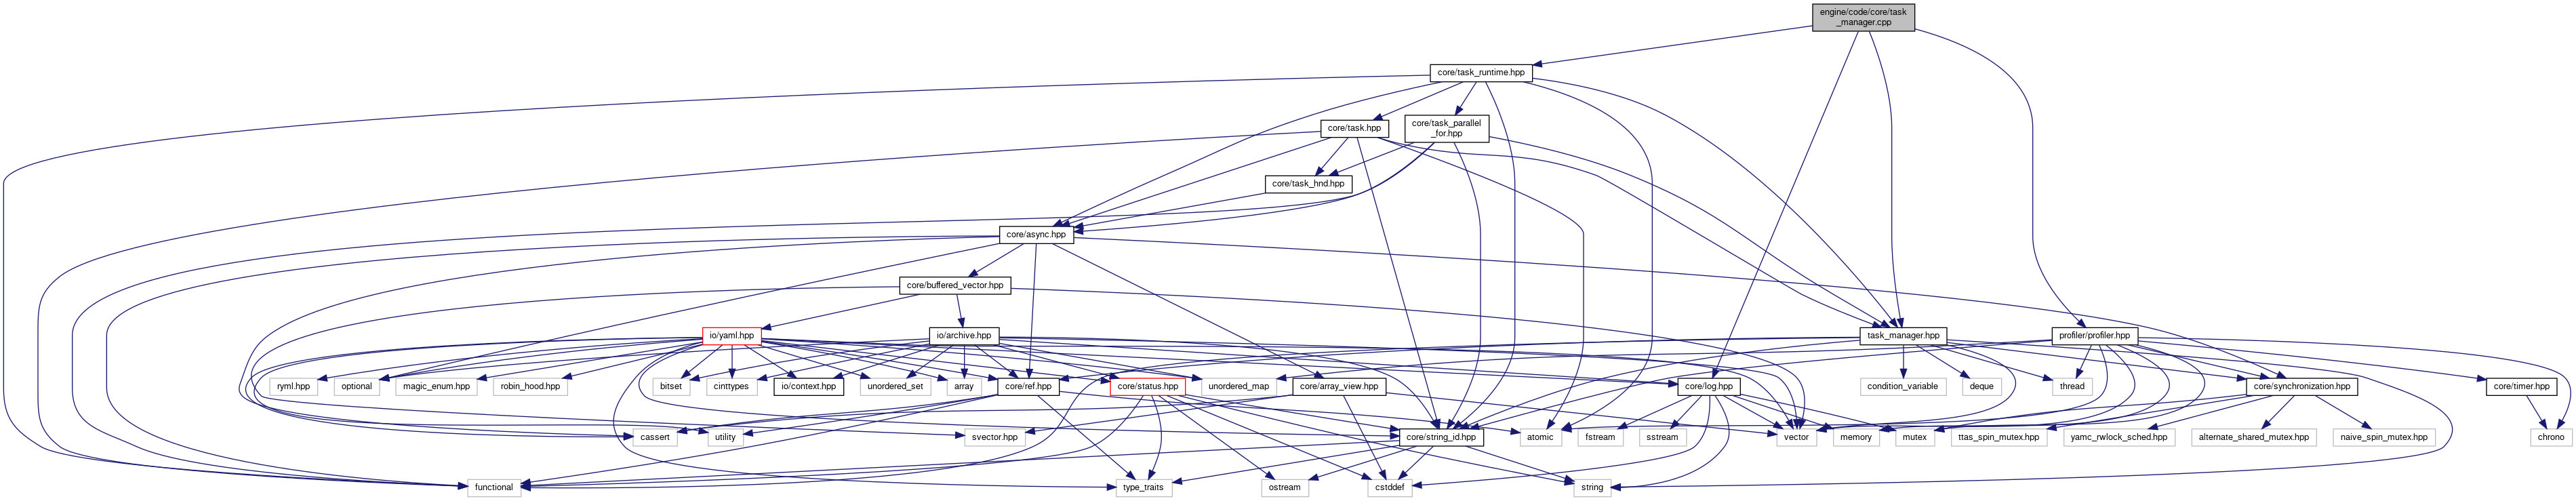 engine/code/core/task
_manager.cpp
core/task_runtime.hpp
core/task.hpp
core/task_parallel
_for.hpp
core/task_hnd.hpp
core/async.hpp
core/buffered_vector.hpp
io/yaml.hpp
io/archive.hpp
task_manager.hpp
profiler/profiler.hpp
ryml.hpp
optional
magic_enum.hpp
robin_hood.hpp
bitset
cinttypes
io/context.hpp
unordered_set
array
core/ref.hpp
core/status.hpp
unordered_map
core/array_view.hpp
core/log.hpp
condition_variable
deque
thread
core/synchronization.hpp
core/timer.hpp
cassert
utility
svector.hpp
core/string_id.hpp
atomic
fstream
sstream
vector
memory
mutex
ttas_spin_mutex.hpp
yamc_rwlock_sched.hpp
alternate_shared_mutex.hpp
naive_spin_mutex.hpp
chrono
functional
type_traits
ostream
cstddef
string